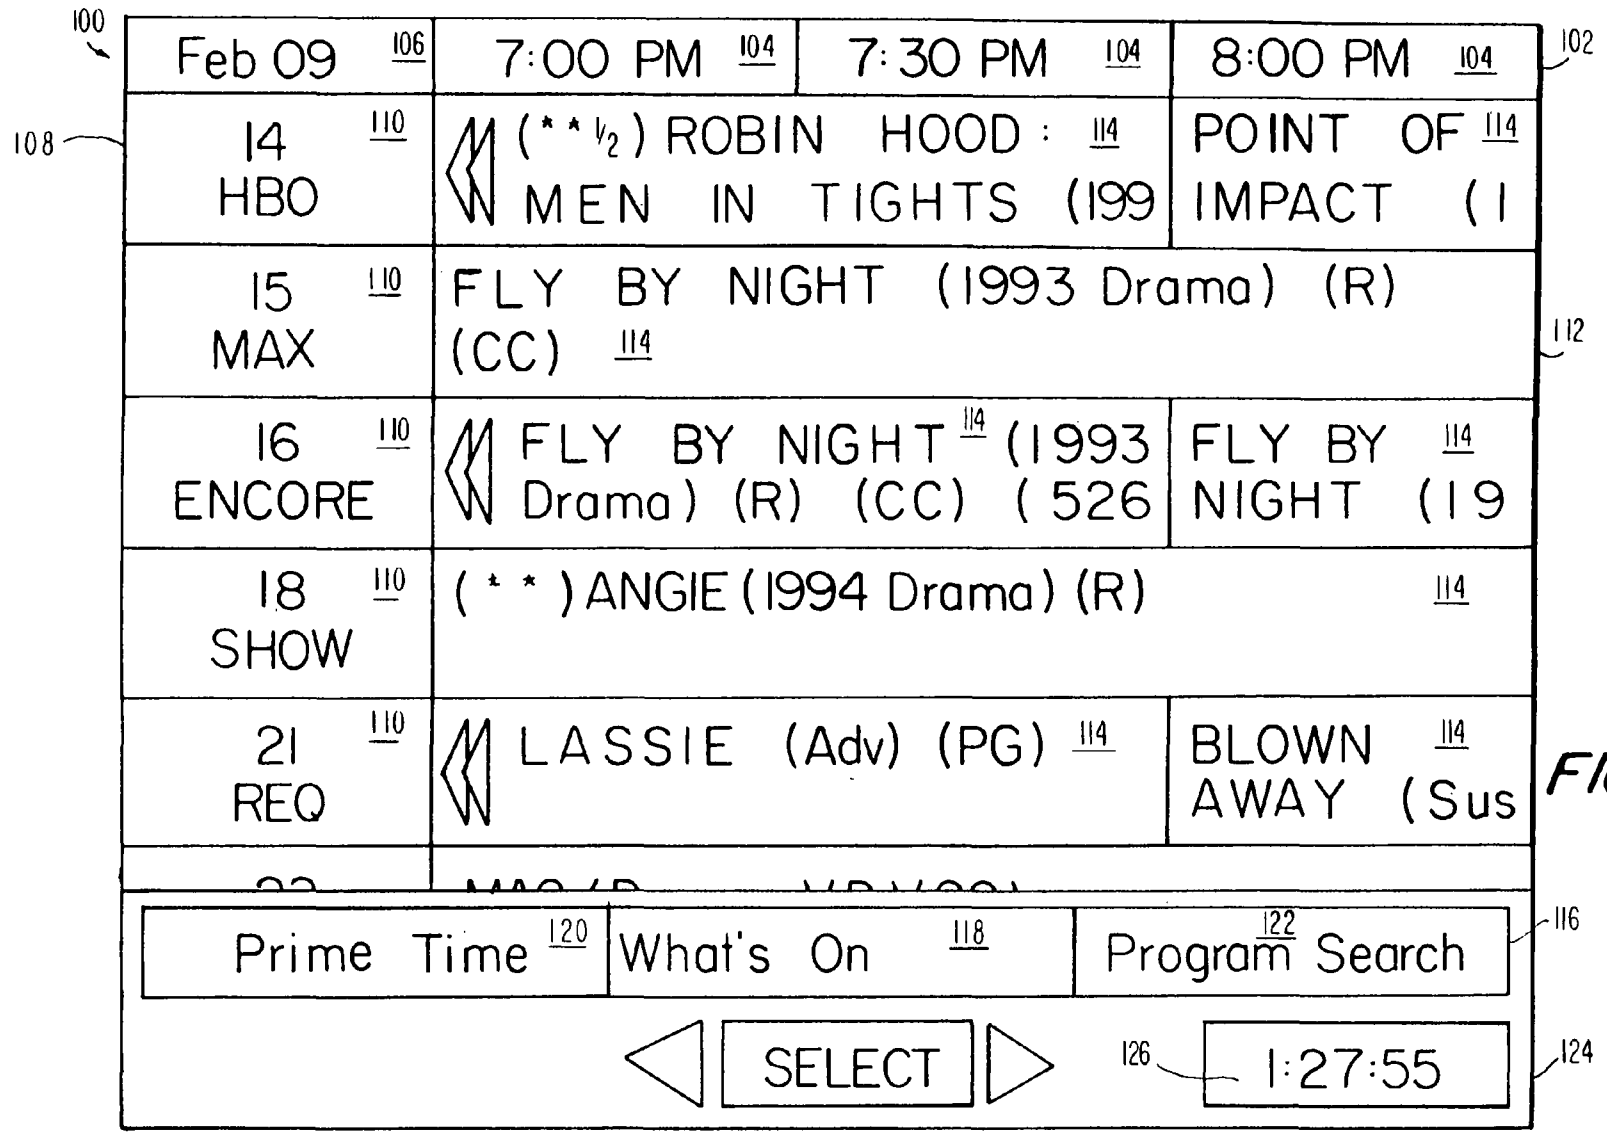 100
Feb 09 106 7:00 PM 104 7:30 PM 104 8:00 PM 104 102
108
14 110 (**½) ROBIN HOOD: 114 POINT OF 114
HBO MEN IN TIGHTS (199 IMPACT (1
15 110 FLY BY NIGHT (1993 Drama) (R)
MAX (CC) 114 112
16 110 FLY BY NIGHT 114 (1993 FLY BY 114
ENCORE Drama) (R) (CC) (526 NIGHT (19
18 110 (**) ANGIE (1994 Drama) (R) 114
SHOW
21 110 LASSIE (Adv) (PG) 114 BLOWN 114
REQ AWAY (Sus
Prime Time 120 What's On 118 Program Search 122 116
SELECT 126 1:27:55 124